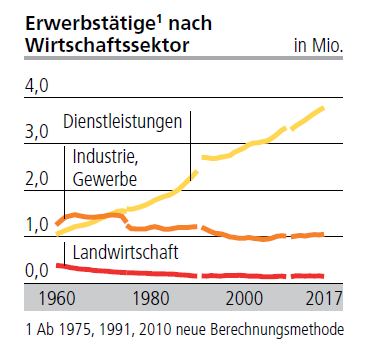 Erwerbstätige¹ nach
Wirtschaftssektor
in Mio.
4,0
3,0
Dienstleistungen
Industrie,
Gewerbe
2,0
1,0
Landwirtschaft
0,0
1960 1980 2000 2017
1 Ab 1975, 1991, 2010 neue Berechnungsmethode